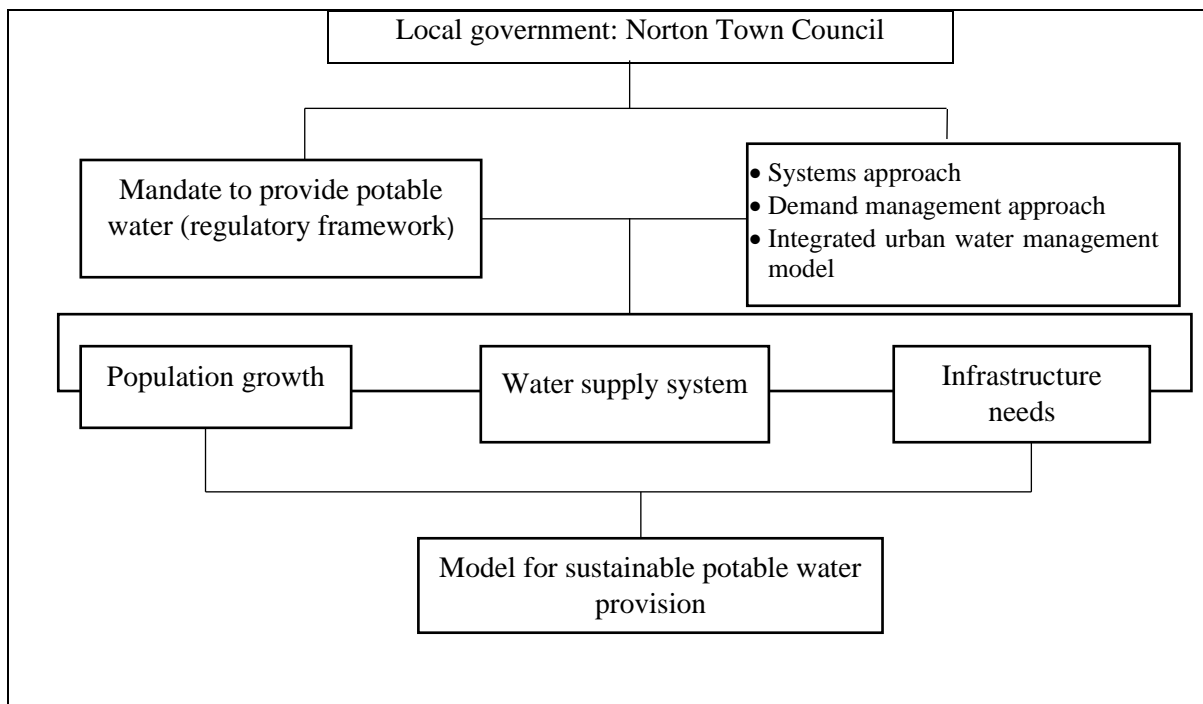 Local government: Norton Town Council
Mandate to provide potable
water (regulatory framework)
• Systems approach
• Demand management approach
• Integrated urban water management
model
Population growth
Water supply system
Infrastructure
needs
Model for sustainable potable water
provision